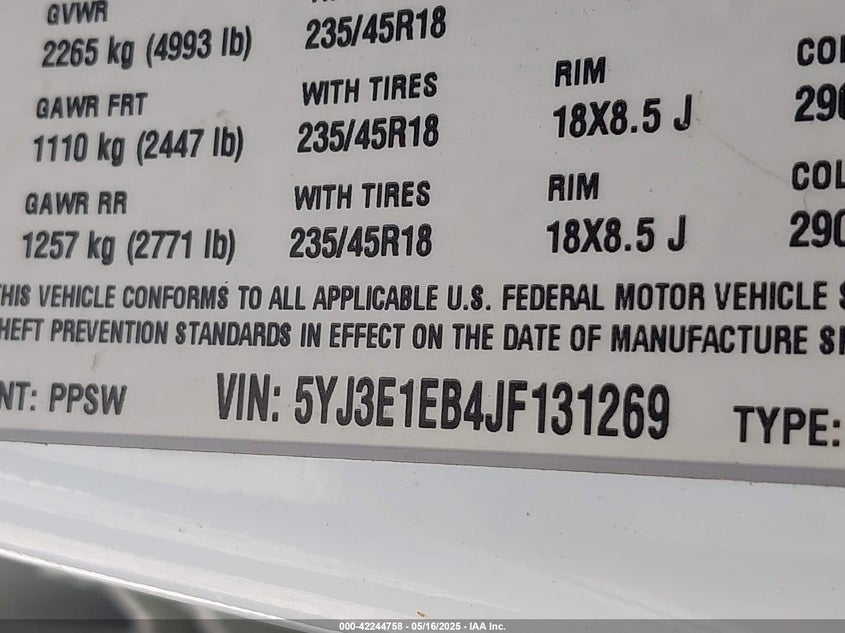 GVWR
2265 kg (4993 lb)
235/45R18
GAWR FRT
WITH TIRES
RIM
1110 kg (2447 lb)
235/45R18
18X8.5 J
GAWR RR
WITH TIRES
RIM
1257 kg (2771 lb)
235/45R18
18X8.5 J
THIS VEHICLE CONFORMS TO ALL APPLICABLE U.S. FEDERAL MOTOR VEHICLE
PREVENTION STANDARDS IN EFFECT ON THE DATE OF MANUFACTURE
PPSW
VIN: 5YJ3E1EB4JF131269
TYPE:
000-42244758 - 05/16/2025 - IAA Inc.